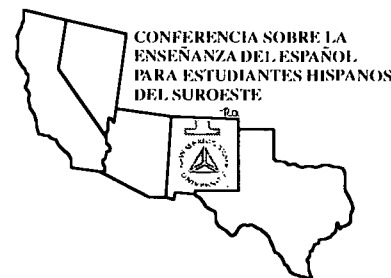 CONFERENCIA SOBRE LA
ENSEÑANZA DEL ESPAÑOL
PARA ESTUDIANTES HISPANOS
DEL SUROESTE